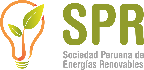 SPR
Sociedad Peruana de
Energías Renovables